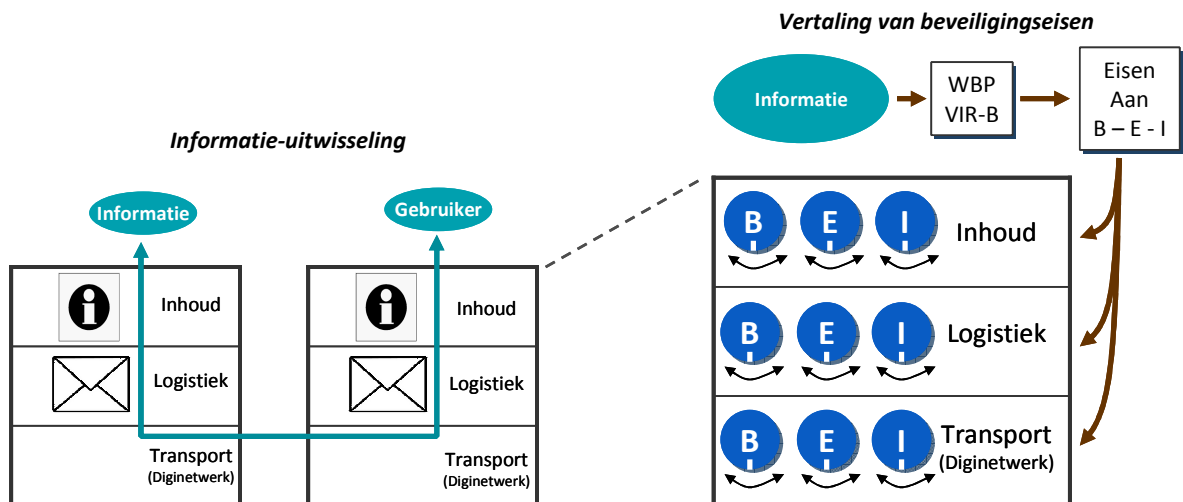 Vertaling van beveiligingseisen
Informatie
WBP
VIR-B
Eisen
Aan
B – E - I
Informatie-uitwisseling
Informatie
Gebruiker
i
Inhoud
Logistiek
Transport
(Diginetwerk)
i
Inhoud
Logistiek
Transport
(Diginetwerk)
B E I Inhoud
B E I Logistiek
B E I Transport
(Diginetwerk)